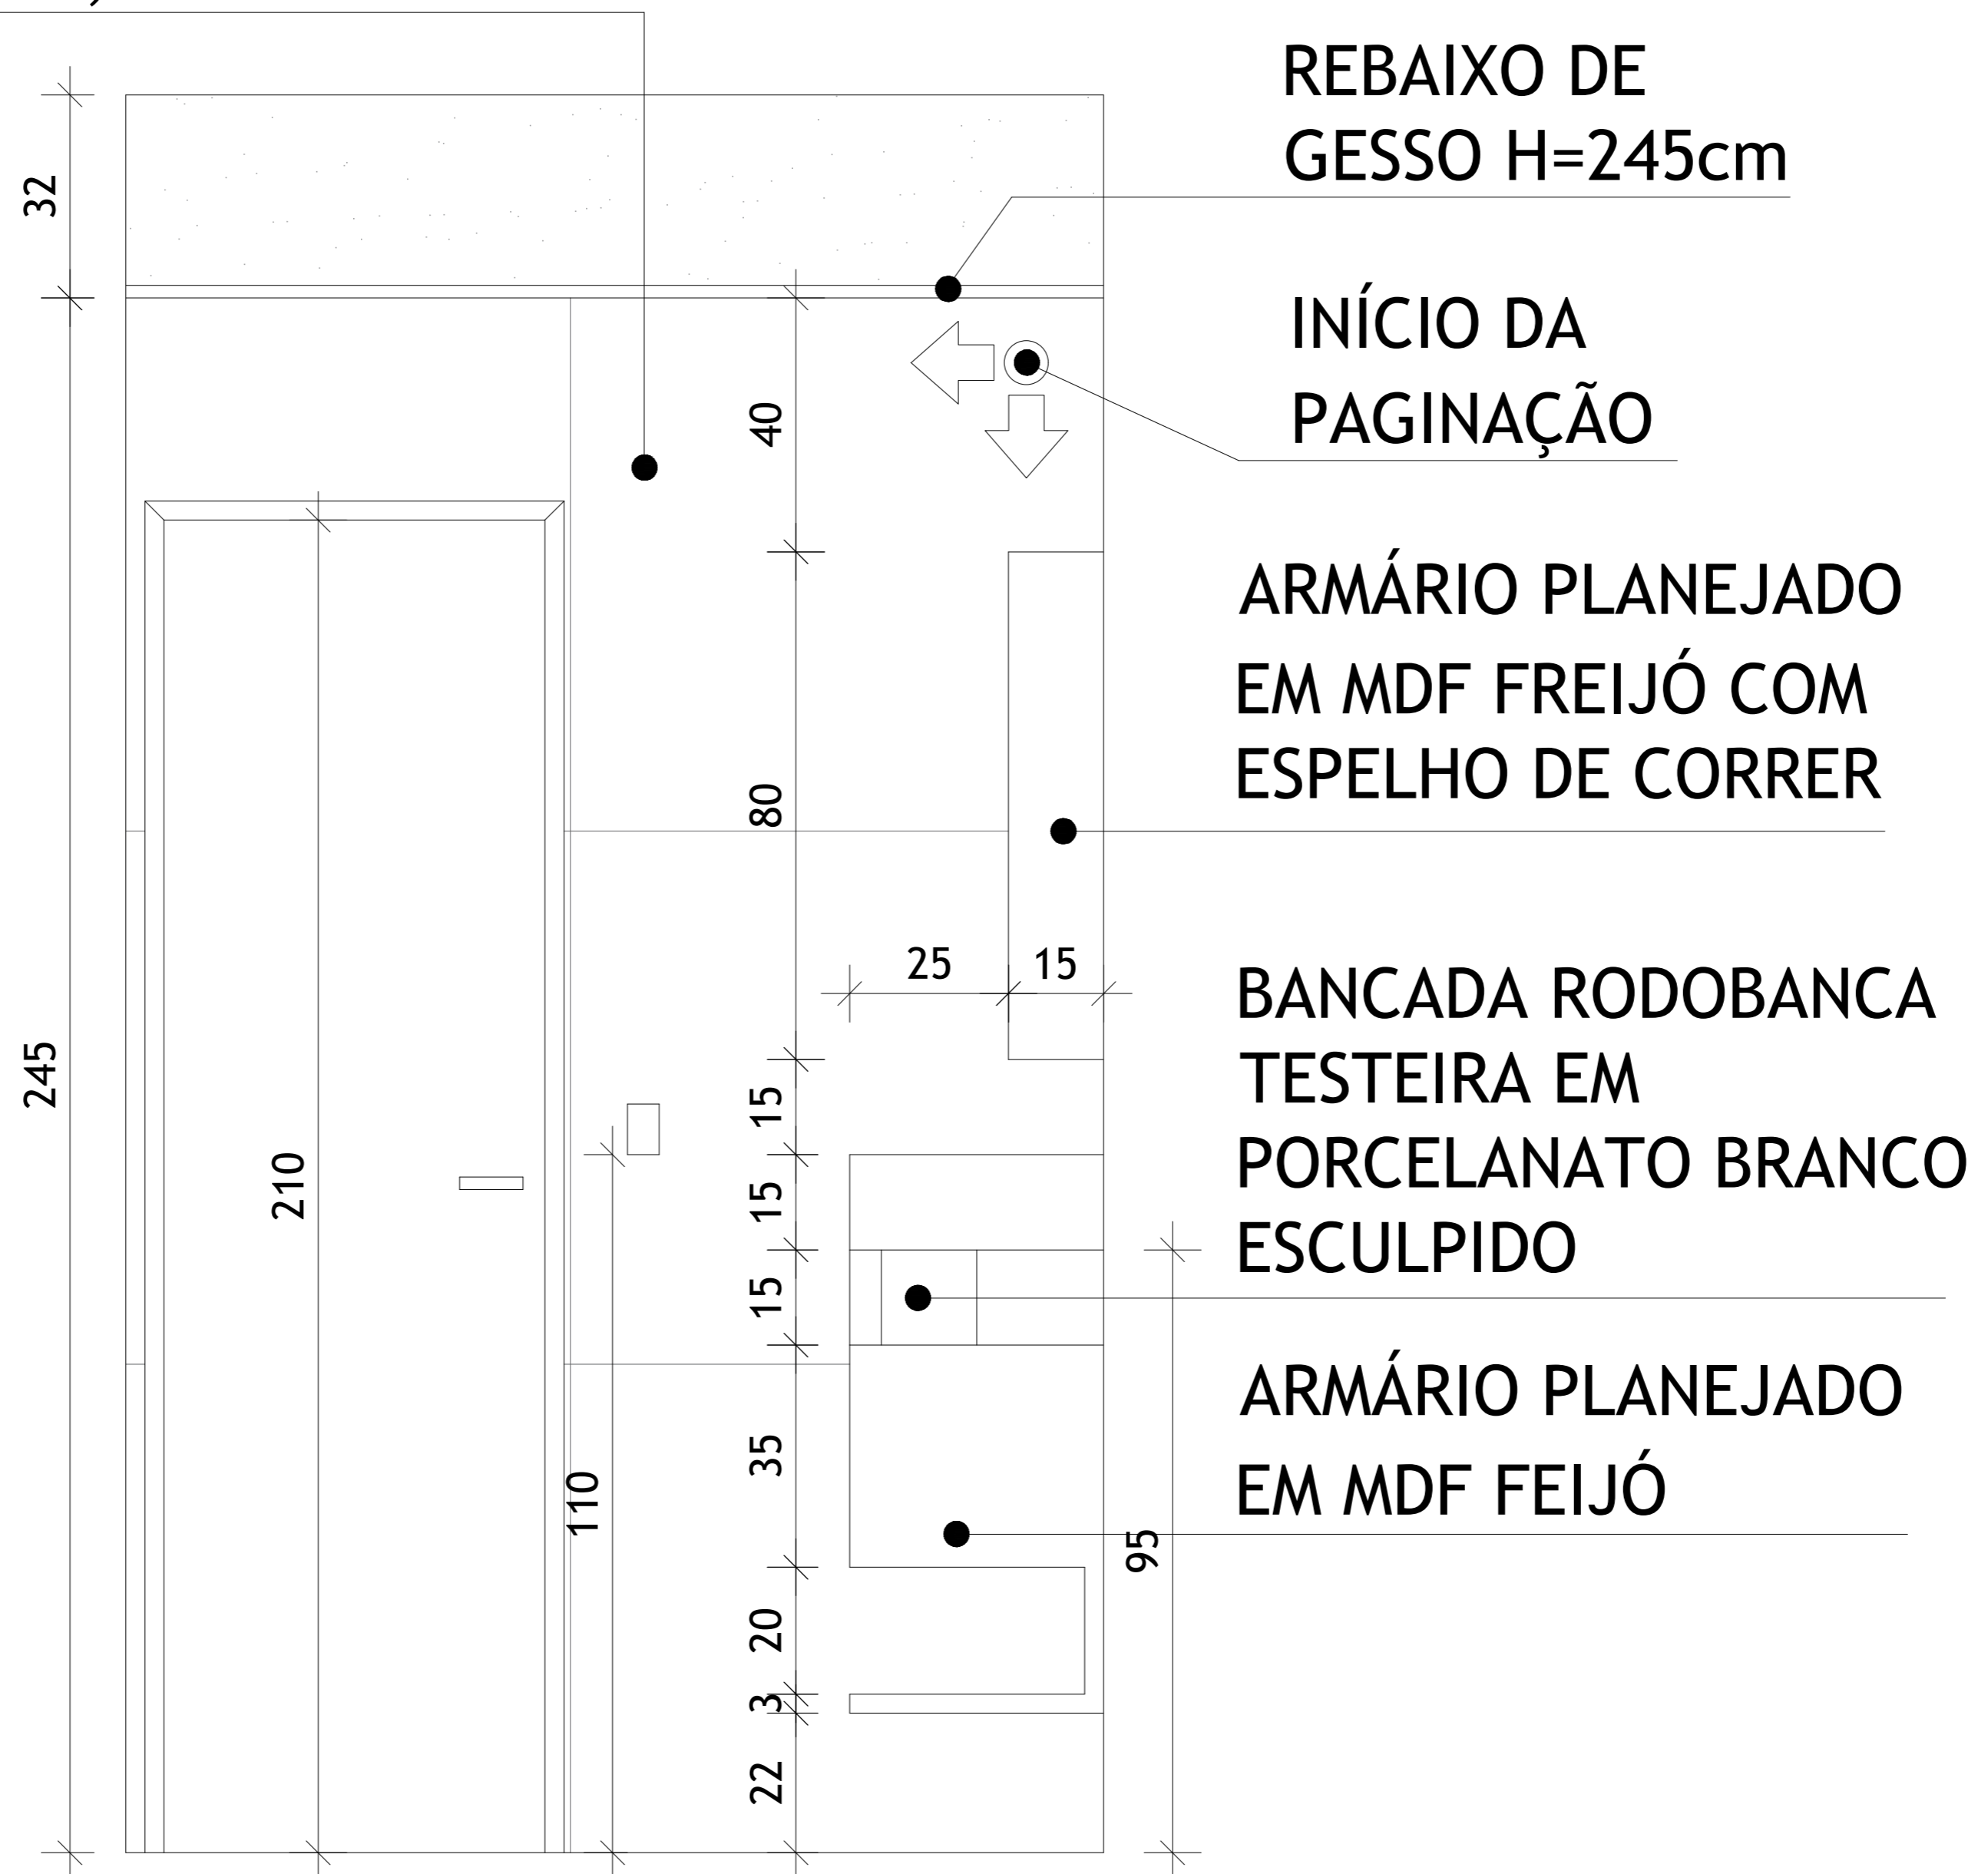 REBAIXO DE
GESSO H=245cm
32
INÍCIO DA
PAGINAÇÃO
40
ARMÁRIO PLANEJADO
EM MDF FREIJÓ COM
ESPELHO DE CORRER
80
25
15
BANCADA RODOBANCA
TESTEIRA EM
PORCELANATO BRANCO
ESCULPIDO
245
210
15
15
15
ARMÁRIO PLANEJADO
EM MDF FEIJÓ
35
110
95
20
3
22